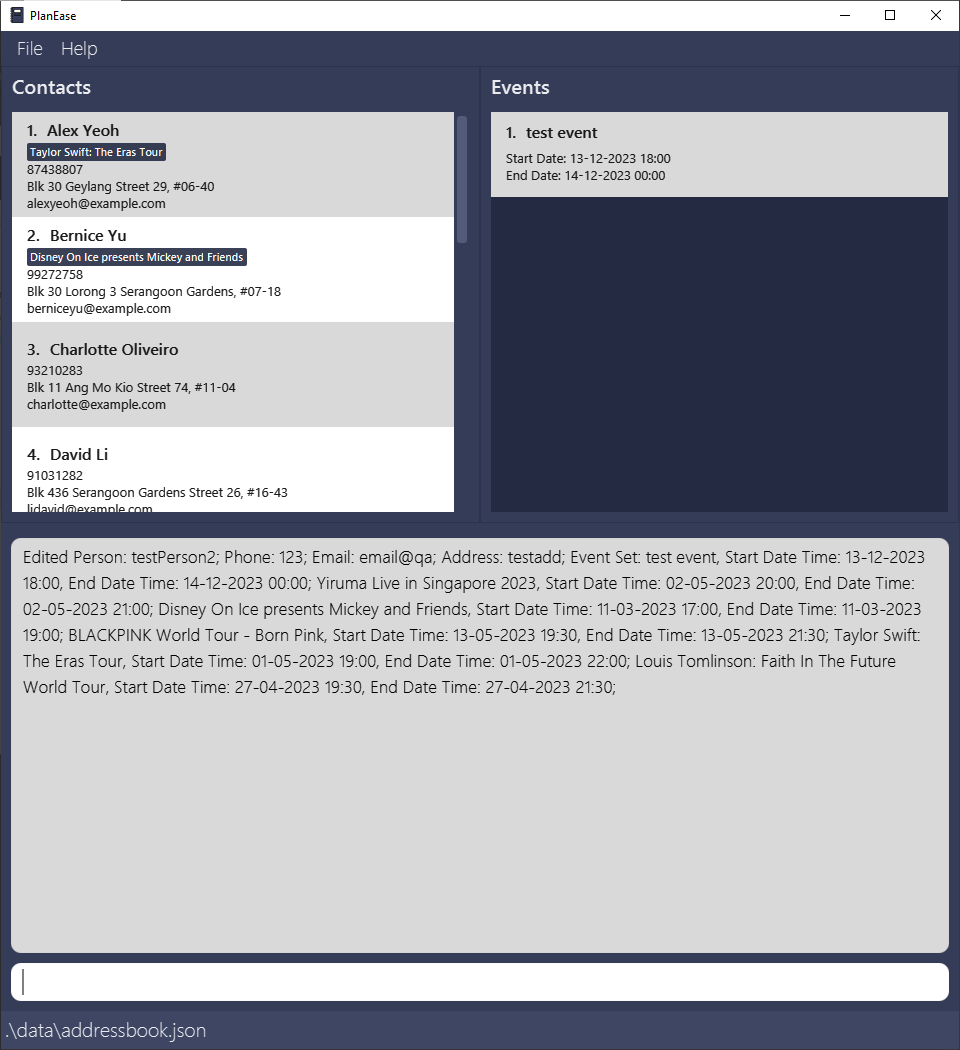 PlanEase
File Help
Contacts
1. Alex Yeoh
Taylor Swift: The Eras Tour
87438807
Blk 30 Geylang Street 29, #06-40
alexyeoh@example.com
2. Bernice Yu
Disney On Ice presents Mickey and Friends
99272758
Blk 30 Lorong 3 Serangoon Gardens, #07-18
berniceyu@example.com
3. Charlotte Oliveiro
93210283
Blk 11 Ang Mo Kio Street 74, #11-04
charlotte@example.com
4. David Li
91031282
Blk 436 Serangoon Gardens Street 26, #16-43
lidavid@example.com
Events
1. test event
Start Date: 13-12-2023 18:00
End Date: 14-12-2023 00:00
Edited Person: testPerson2; Phone: 123; Email: email@qa; Address: testadd; Event Set: test event, Start Date Time: 13-12-2023
18:00, End Date Time: 14-12-2023 00:00; Yiruma Live in Singapore 2023, Start Date Time: 02-05-2023 20:00, End Date Time:
02-05-2023 21:00; Disney On Ice presents Mickey and Friends, Start Date Time: 11-03-2023 17:00, End Date Time: 11-03-2023
19:00; BLACKPINK World Tour - Born Pink, Start Date Time: 13-05-2023 19:30, End Date Time: 13-05-2023 21:30; Taylor Swift:
The Eras Tour, Start Date Time: 01-05-2023 19:00, End Date Time: 01-05-2023 22:00; Louis Tomlinson: Faith In The Future
World Tour, Start Date Time: 27-04-2023 19:30, End Date Time: 27-04-2023 21:30;
.\data\addressbook.json